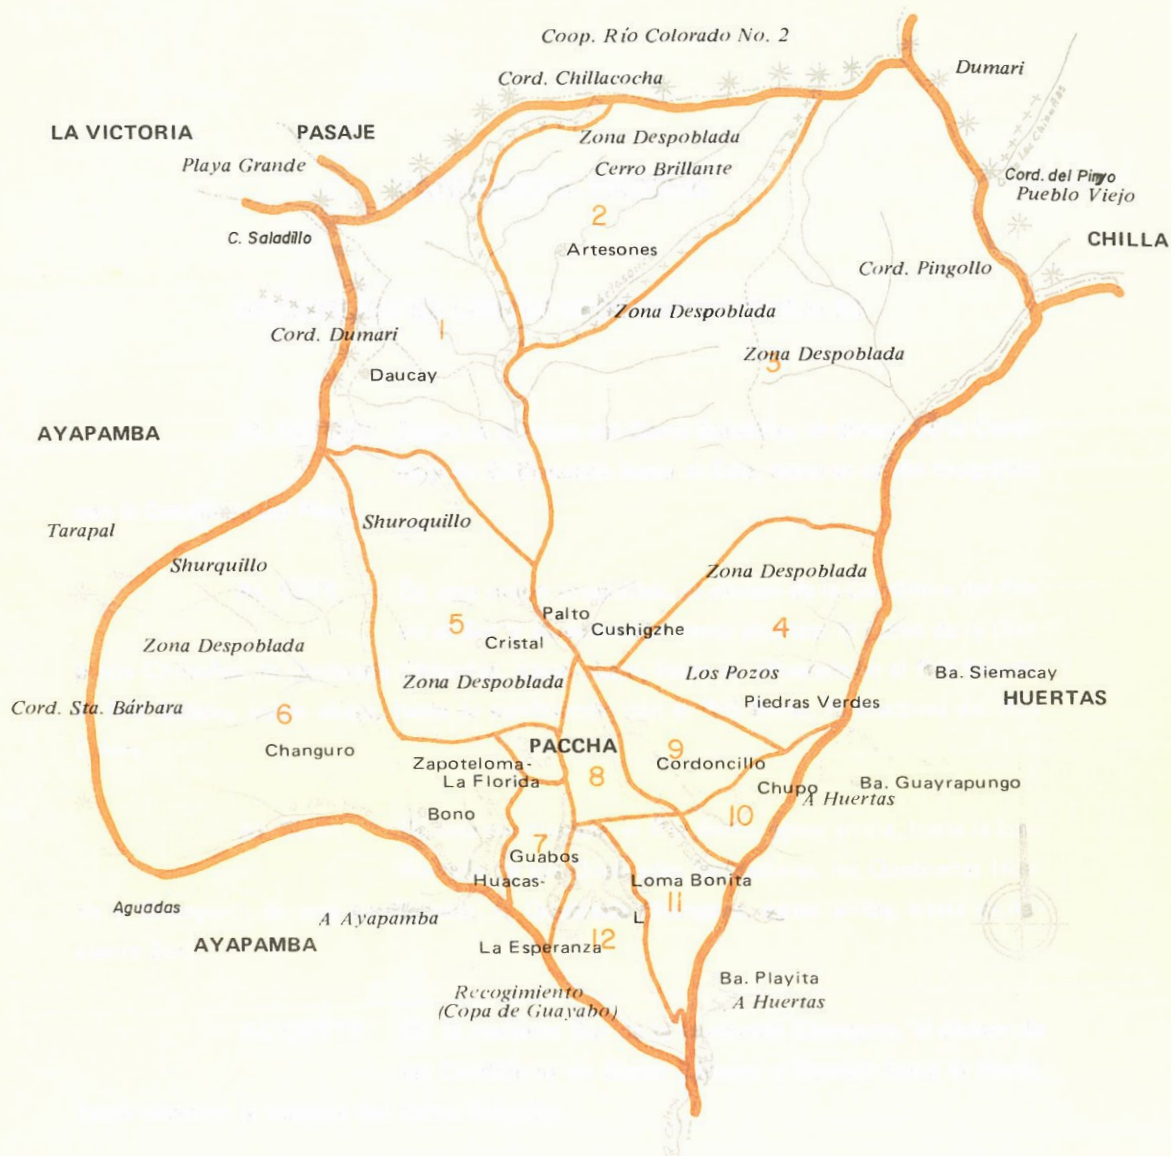 Coop. Río Colorado No. 2
Cord. Chillacocha
Dumari
LA VICTORIA
PASAJE
Zona Despoblada
Playa Grande
Cerro Brillante
Cord. del Pinyo
Pueblo Viejo
2
C. Saladillo
Artesones
CHILLA
Cord. Pingollo
Zona Despoblada
Cord. Dumari
1
Zona Despoblada
3
Daucay
AYAPAMBA
Shuroquillo
Tarapal
Shurquillo
Zona Despoblada
Palto
5
Cushigzhe
4
Cristal
Zona Despoblada
Los Pozos
Ba. Siemacay
Zona Despoblada
HUERTAS
Piedras Verdes
Cord. Sta. Bárbara
6
Changuro
PACCHA
9
Zapoteloma-
La Florida
8
Cordoncillo
Chupo
Ba. Guayrapungo
A Huertas
Bono
10
7
Guabos
Huacas-
Loma Bonita
11
Aguadas
A Ayapamba
L
AYAPAMBA
La Esperanza
12
Ba. Playita
Recogimiento
A Huertas
(Copa de Guayabo)